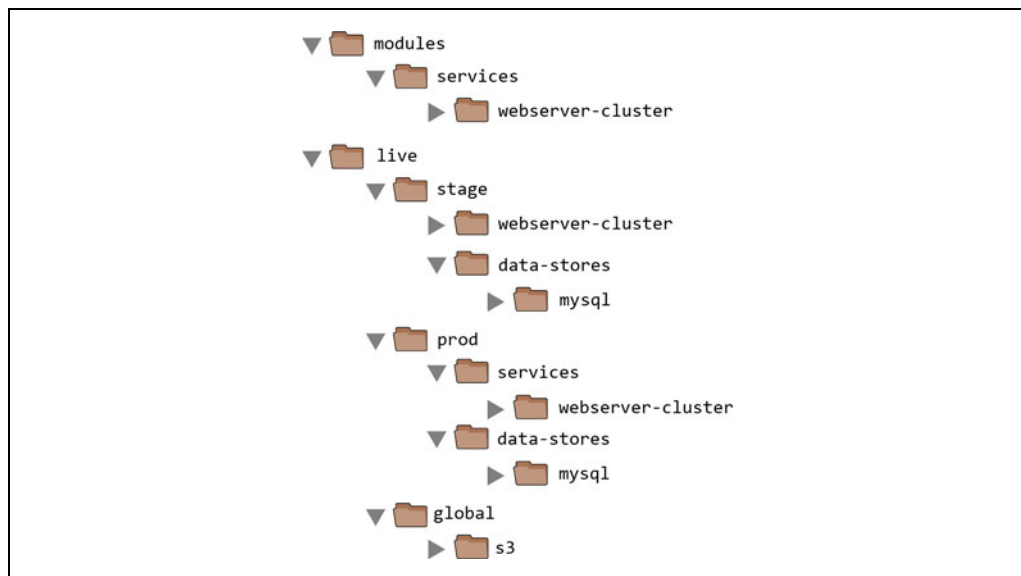 modules
services
webserver-cluster
live
stage
webserver-cluster
data-stores
mysql
prod
services
webserver-cluster
data-stores
mysql
global
s3